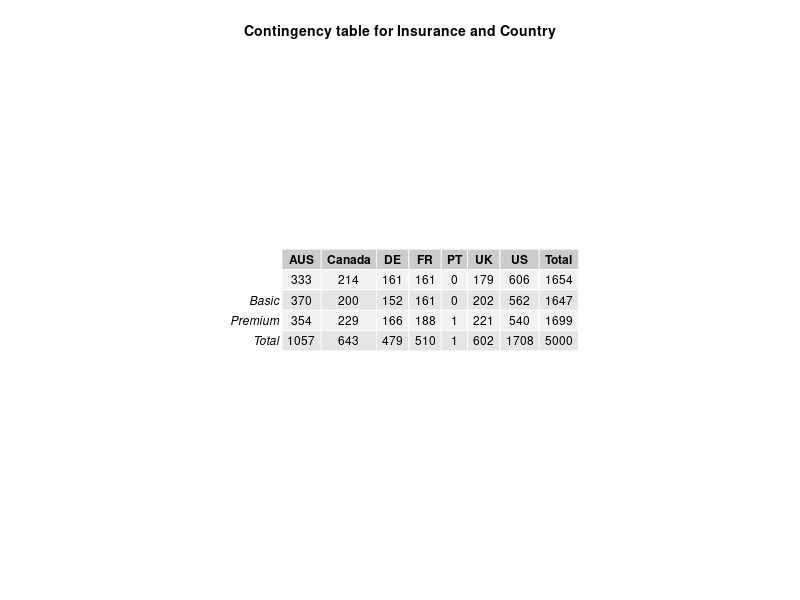 Contingency table for Insurance and Country
AUS Canada DE FR PT UK US Total
333 214 161 161 0 179 606 1654
Basic 370 200 152 161 0 202 562 1647
Premium 354 229 166 188 1 221 540 1699
Total 1057 643 479 510 1 602 1708 5000